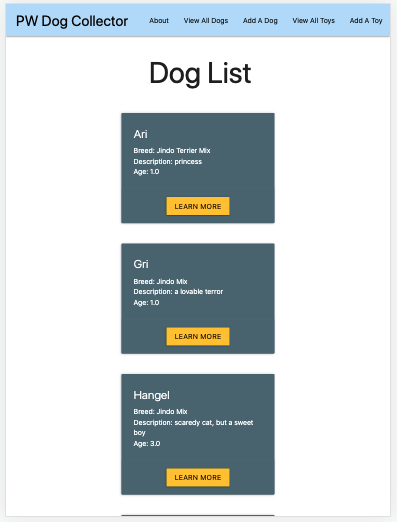 PW Dog Collector About View All Dogs Add A Dog View All Toys Add A Toy
Dog List
Ari
Breed: Jindo Terrier Mix
Description: princess
Age: 1.0
LEARN MORE
Gri
Breed: Jindo Mix
Description: a lovable terror
Age: 1.0
LEARN MORE
Hangel
Breed: Jindo Mix
Description: scaredy cat, but a sweet
boy
Age: 3.0
LEARN MORE